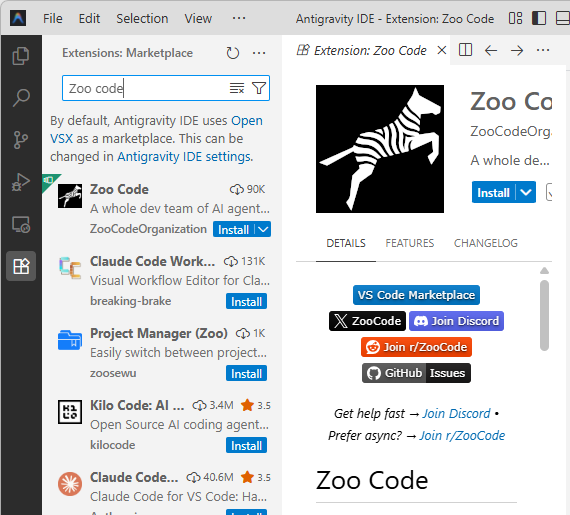 File Edit Selection View ···
Antigravity IDE - Extension: Zoo Code
Extensions: Marketplace
Zoo code
By default, Antigravity IDE uses Open
VSX as a marketplace. This can be
changed in Antigravity IDE settings.
Zoo Code 90K
A whole dev team of AI agent...
ZooCodeOrganization Install
Claude Code Work... 131K
Visual Workflow Editor for Cla...
breaking-brake Install
Project Manager (Zoo) 1K
Easily switch between project...
zoosewu Install
Kilo Code: AI ... 3.4M 3.5
Open Source AI coding agent...
kilocode Install
Claude Code... 40.6M 3.5
Claude Code for VS Code: Ha...
Install
Extension: Zoo Code
Zoo Co
ZooCodeOrg
A whole de...
Install
DETAILS FEATURES CHANGELOG
VS Code Marketplace
ZooCode Join Discord
Join r/ZooCode
GitHub Issues
Get help fast → Join Discord •
Prefer async? → Join r/ZooCode
Zoo Code